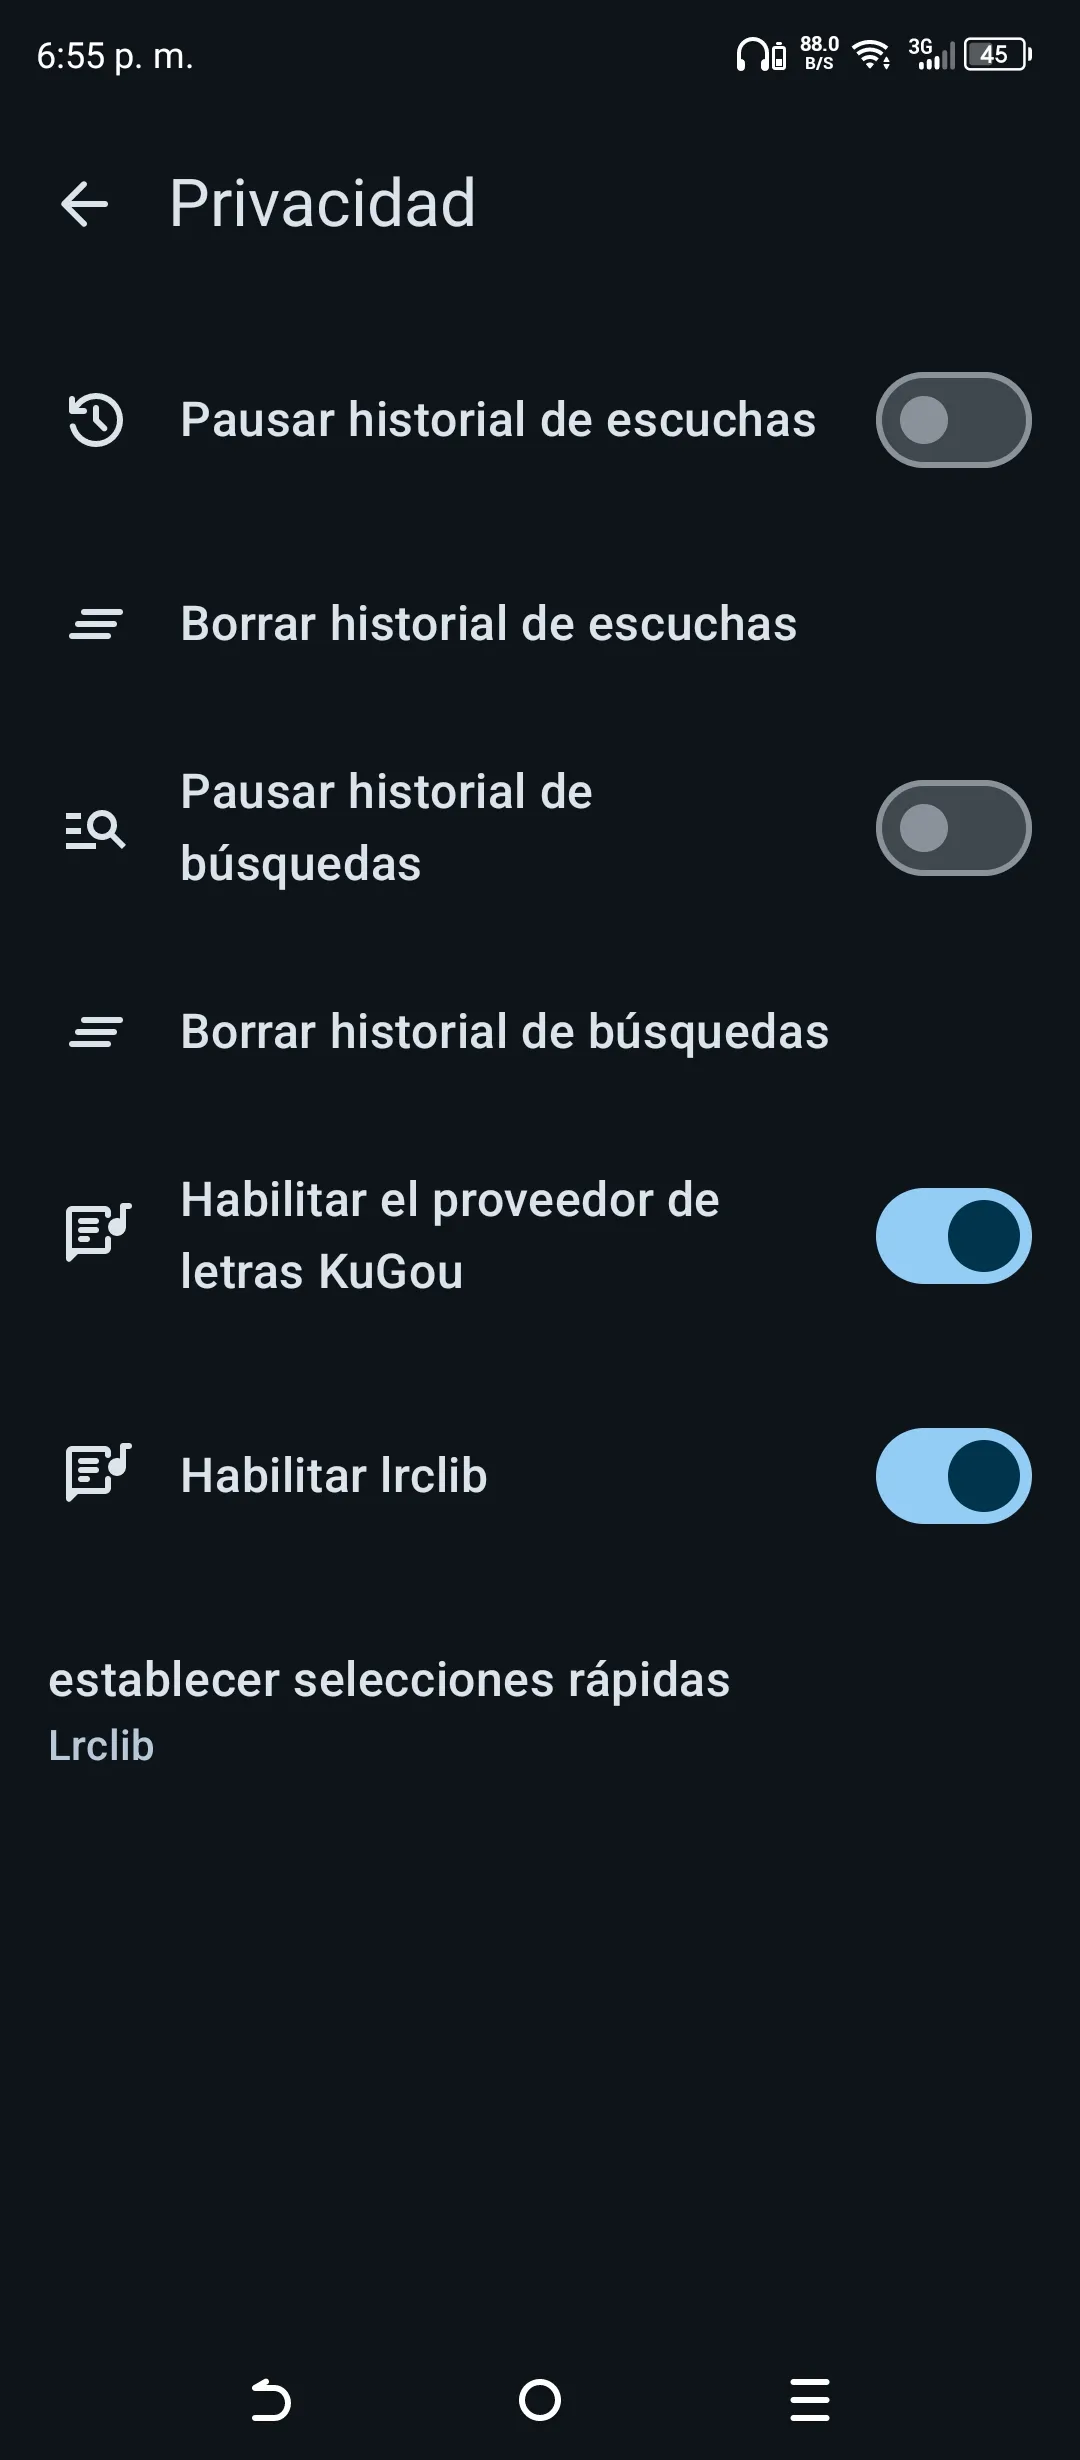 6:55 p. m.
88.0
B/S
3G
45
Privacidad
Pausar historial de escuchas
Borrar historial de escuchas
Pausar historial de
búsquedas
Borrar historial de búsquedas
Habilitar el proveedor de
letras KuGou
Habilitar lrclib
establecer selecciones rápidas
Lrclib